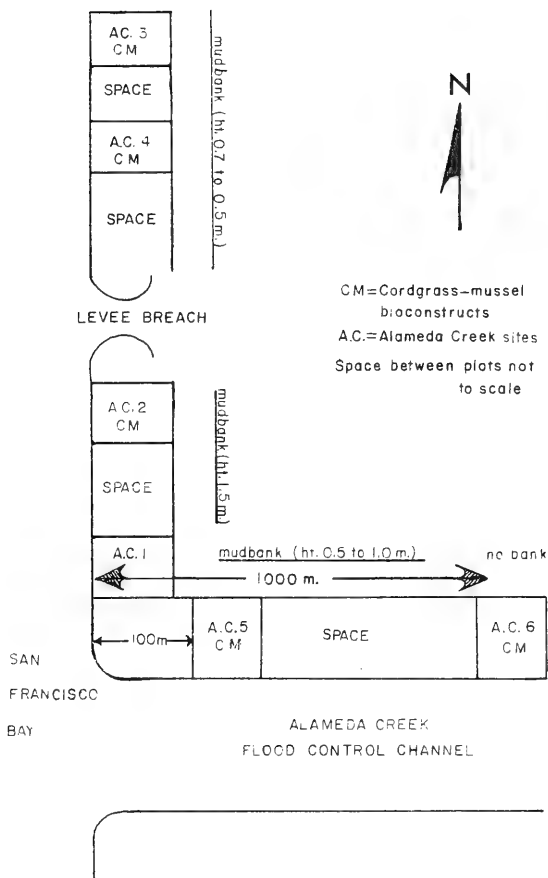 A.C. 3
CM
SPACE
A.C. 4
CM
SPACE
mudbank (ht. 0.7 to 0.5 m.)
N
CM=Cordgrass-mussel
bioconstructs
A.C.=Alameda Creek sites
Space between plots not
to scale
LEVEE BREACH
A.C. 2
CM
SPACE
mudbank (ht. 1.5 m.)
A.C. 1
mudbank (ht. 0.5 to 1.0 m.)
no bank
1000 m.
100m
A.C. 5
CM
SPACE
A.C. 6
CM
SAN
FRANCISCO
BAY
ALAMEDA CREEK
FLOOD CONTROL CHANNEL